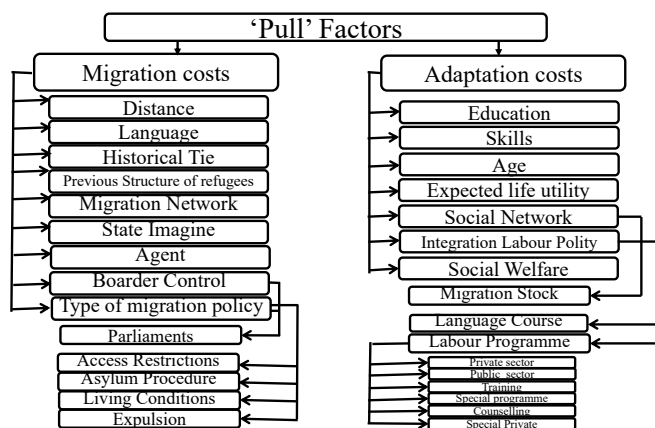 ‘Pull’ Factors
Migration costs
Distance
Language
Historical Tie
Previous Structure of refugees
Migration Network
State Imagine
Agent
Boarder Control
Type of migration policy
Parliaments
Access Restrictions
Asylum Procedure
Living Conditions
Expulsion
Adaptation costs
Education
Skills
Age
Expected life utility
Social Network
Integration Labour Polity
Social Welfare
Migration Stock
Language Course
Labour Programme
Private sector
Public sector
Training
Special programme
Counselling
Special Private